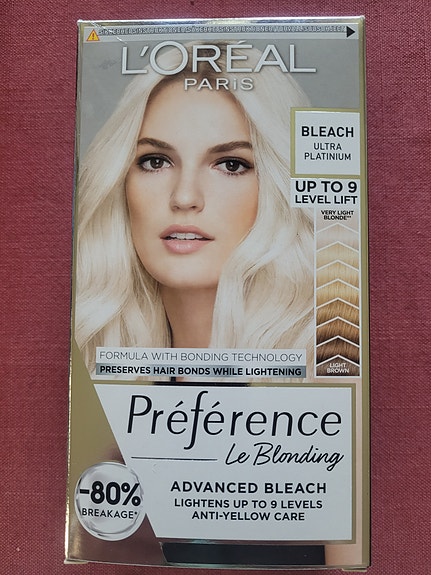 L'ORÉAL
PARiS
BLEACH
ULTRA
PLATINIUM
UP TO 9
LEVEL LIFT
VERY LIGHT
BLONDE**
LIGHT
BROWN
FORMULA WITH BONDING TECHNOLOGY
PRESERVES HAIR BONDS WHILE LIGHTENING
Préférence
Le Blonding
-80%
BREAKAGE*
ADVANCED BLEACH
LIGHTENS UP TO 9 LEVELS
ANTI-YELLOW CARE